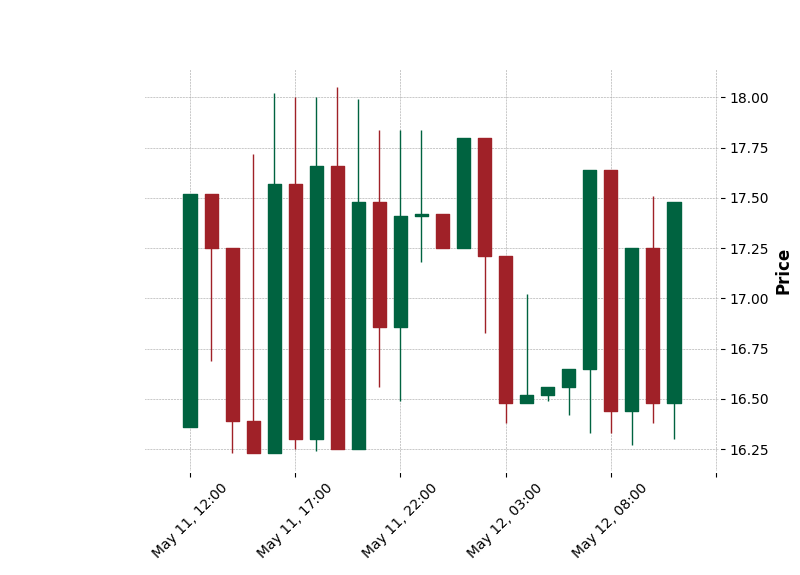 18.00
17.75
17.50
17.25
17.00
16.75
16.50
16.25
Price
May 11, 12:00
May 11, 17:00
May 11, 22:00
May 12, 03:00
May 12, 08:00